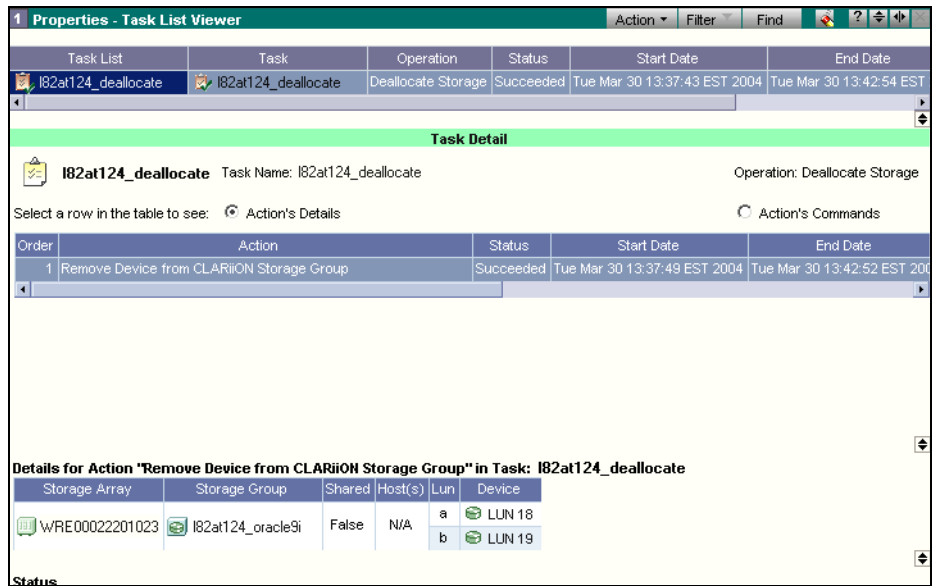 1 Properties - Task List Viewer Action Filter Find ?
Task List Task Operation Status Start Date End Date
l82at124_deallocate l82at124_deallocate Deallocate Storage Succeeded Tue Mar 30 13:37:43 EST 2004 Tue Mar 30 13:42:54 EST
Task Detail
l82at124_deallocate Task Name: l82at124_deallocate Operation: Deallocate Storage
Select a row in the table to see: Action's Details Action's Commands
Order Action Status Start Date End Date
1 Remove Device from CLARiiON Storage Group Succeeded Tue Mar 30 13:37:49 EST 2004 Tue Mar 30 13:42:52 EST 200
Details for Action "Remove Device from CLARiiON Storage Group" in Task: l82at124_deallocate
Storage Array Storage Group Shared Host(s) Lun Device
WRE00022201023 l82at124_oracle9i False N/A a LUN 18
b LUN 19
Status